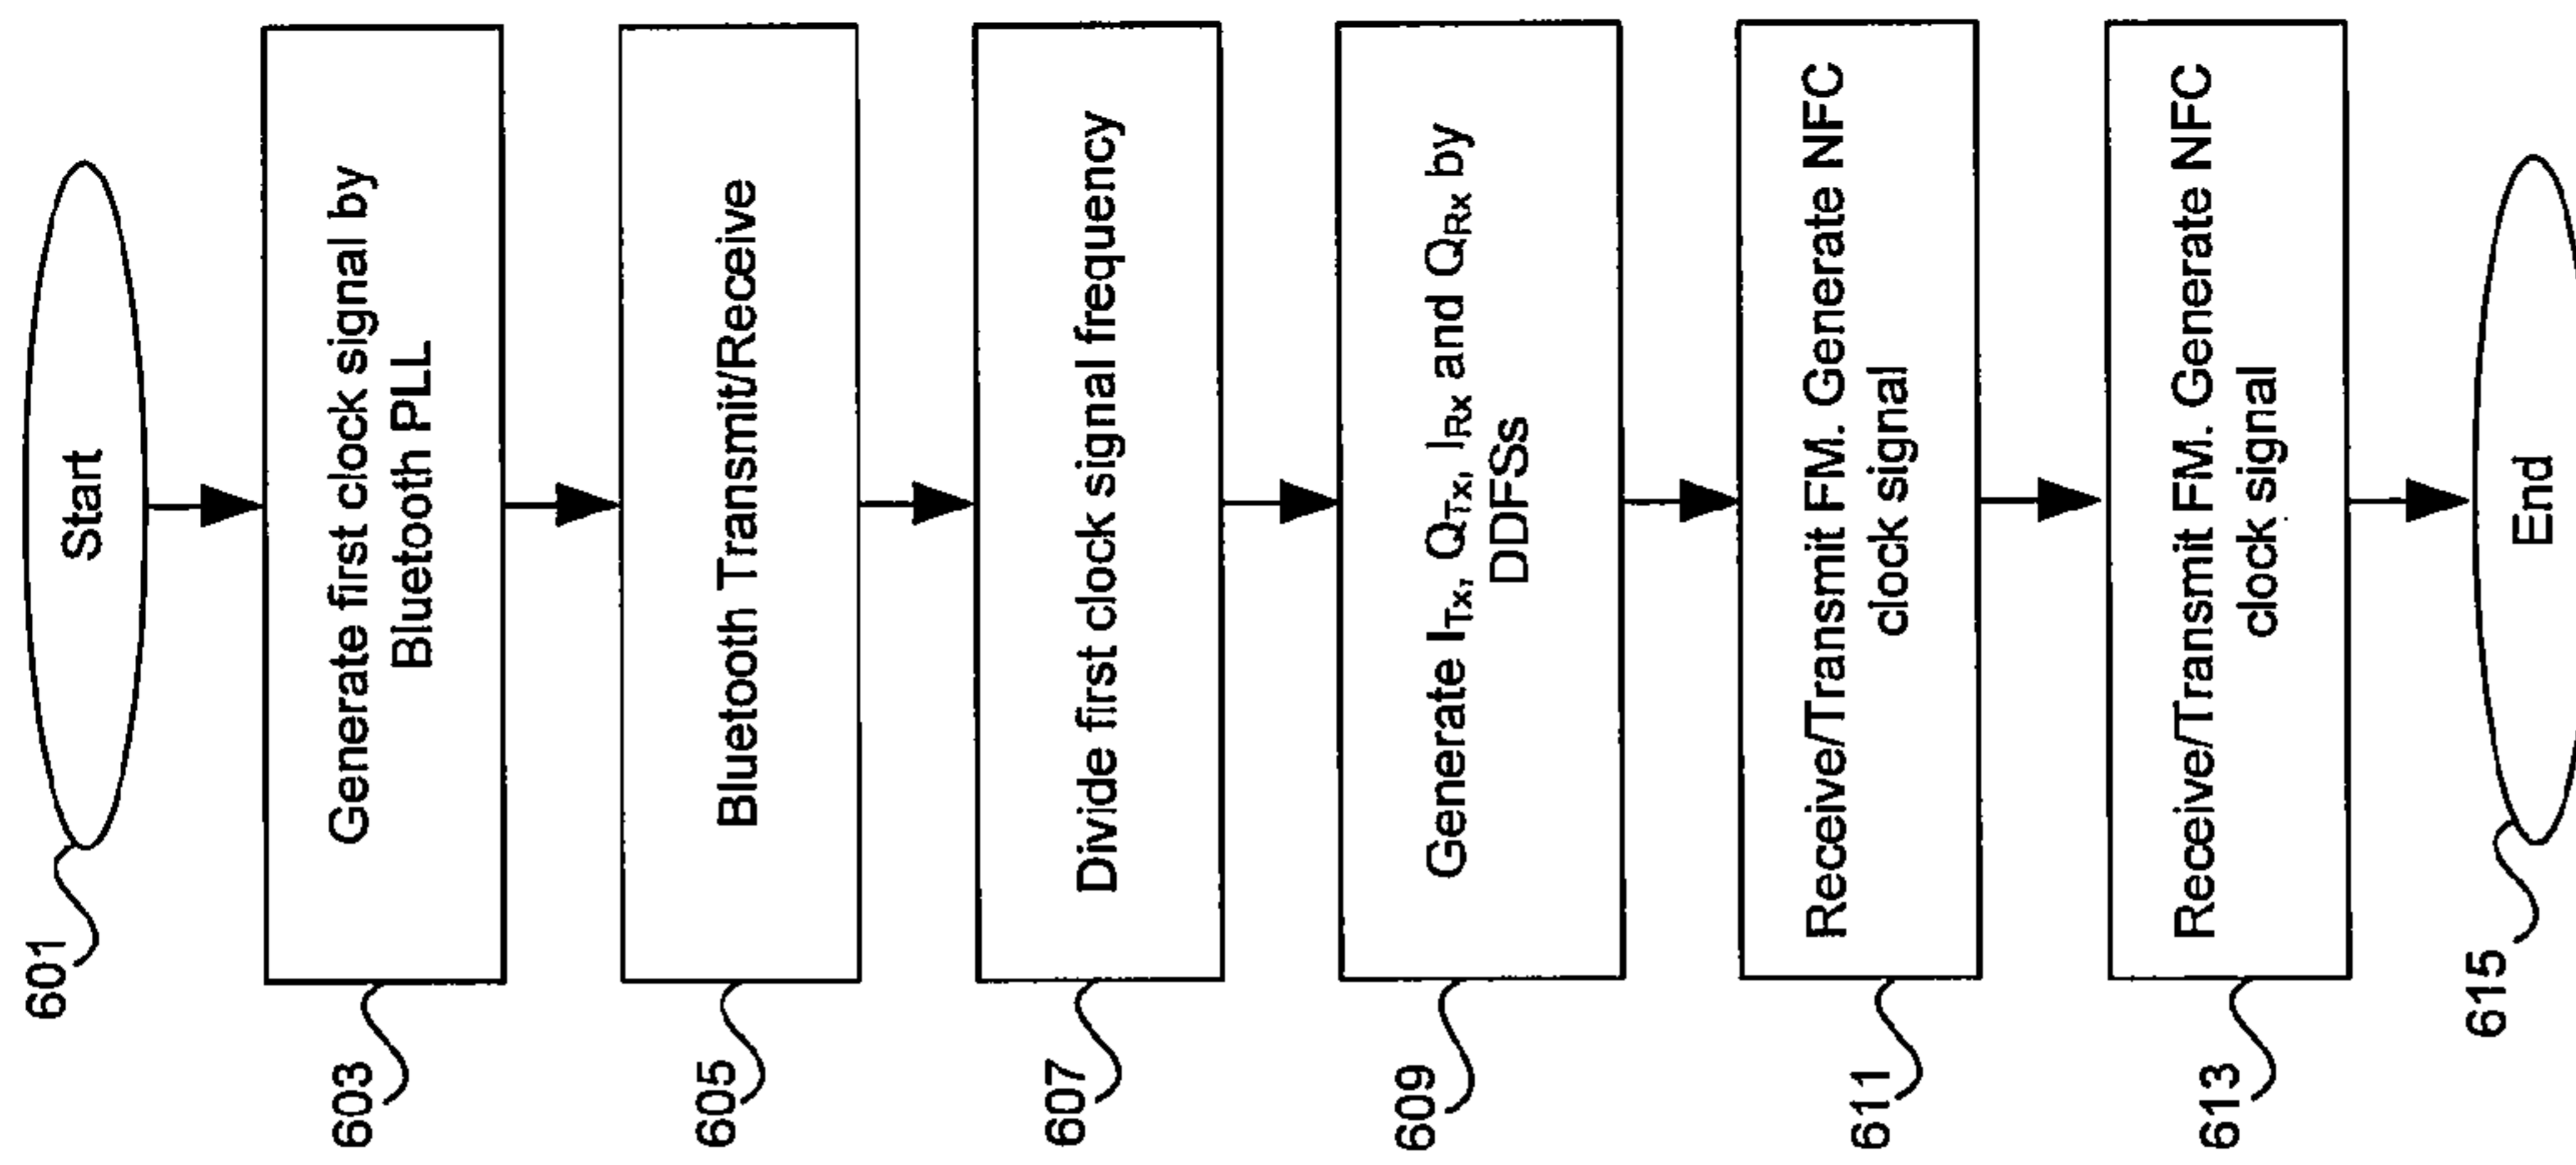 601
Start
603
Generate first clock signal by
Bluetooth PLL
605
Bluetooth Transmit/Receive
607
Divide first clock signal frequency
609
Generate I_Tx, Q_Tx, I_Rx and Q_Rx by
DDFSs
611
Receive/Transmit FM. Generate NFC
clock signal
613
Receive/Transmit FM. Generate NFC
clock signal
615
End